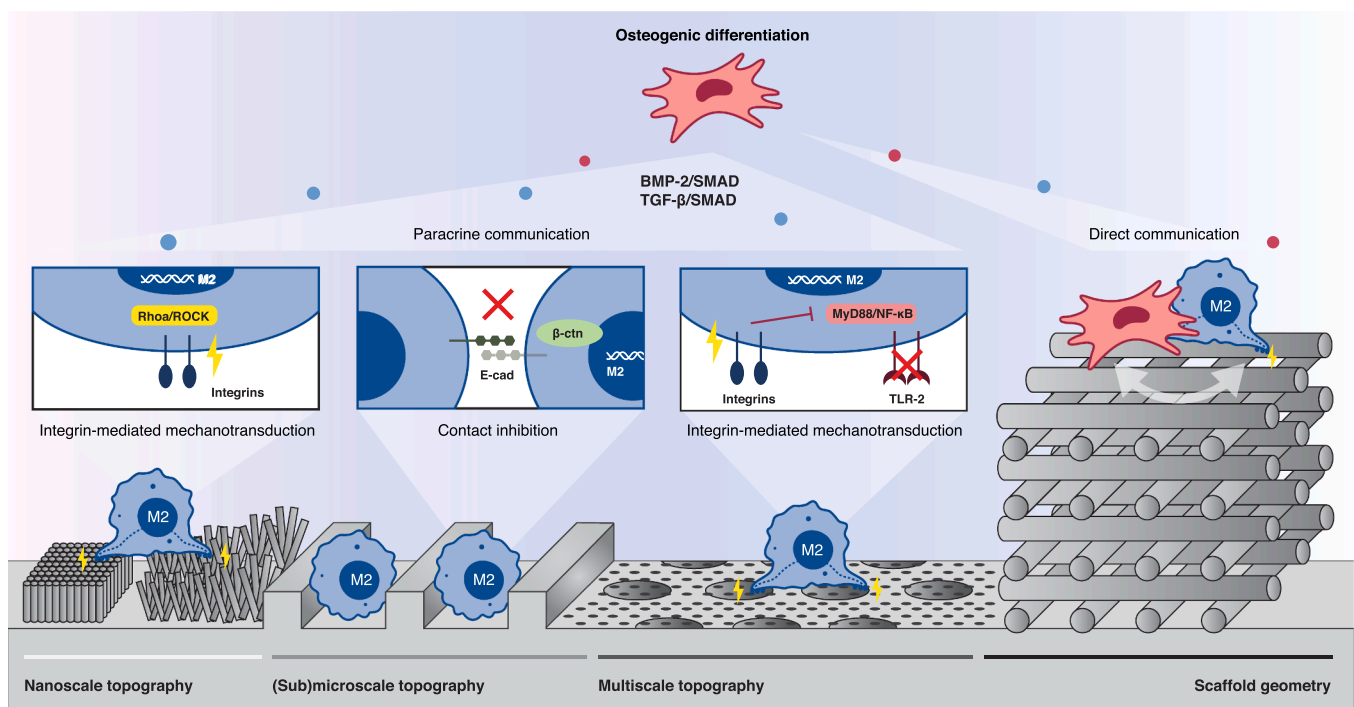 Osteogenic differentiation
BMP-2/SMAD
TGF-β/SMAD
Paracrine communication
Direct communication
M2
Rhoa/ROCK
Integrins
Integrin-mediated mechanotransduction
β-ctn
E-cad
M2
Contact inhibition
M2
MyD88/NF-κB
Integrins
TLR-2
Integrin-mediated mechanotransduction
M2
M2
M2
M2
M2
Nanoscale topography
(Sub)microscale topography
Multiscale topography
Scaffold geometry